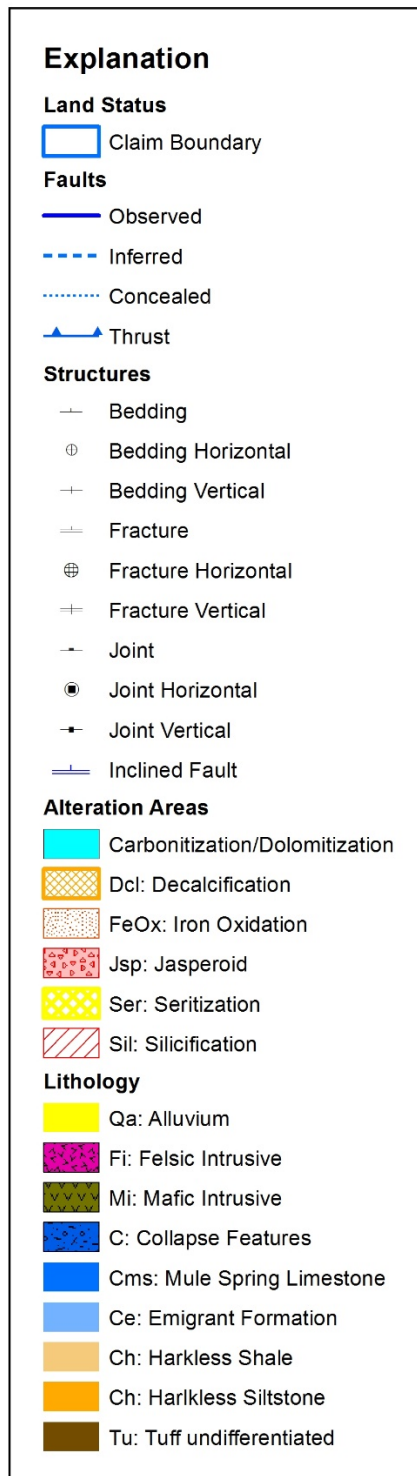 Explanation
Land Status
Claim Boundary
Faults
Observed
Inferred
Concealed
Thrust
Structures
Bedding
Bedding Horizontal
Bedding Vertical
Fracture
Fracture Horizontal
Fracture Vertical
Joint
Joint Horizontal
Joint Vertical
Inclined Fault
Alteration Areas
Carbonitization/Dolomitization
Dcl: Decalcification
FeOx: Iron Oxidation
Jsp: Jasperoid
Ser: Seritization
Sil: Silicification
Lithology
Qa: Alluvium
Fi: Felsic Intrusive
Mi: Mafic Intrusive
C: Collapse Features
Cms: Mule Spring Limestone
Ce: Emigrant Formation
Ch: Harkless Shale
Ch: Harlkless Siltstone
Tu: Tuff undifferentiated